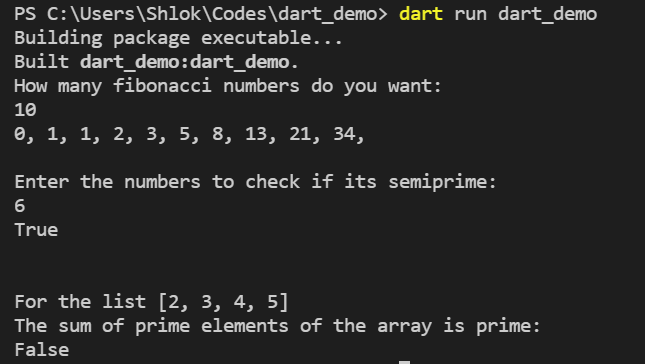 PS C:\Users\Shlok\Codes\dart_demo> dart run dart_demo
Building package executable...
Built dart_demo:dart_demo.
How many fibonacci numbers do you want:
10
0, 1, 1, 2, 3, 5, 8, 13, 21, 34,
Enter the numbers to check if its semiprime:
6
True
For the list [2, 3, 4, 5]
The sum of prime elements of the array is prime:
False